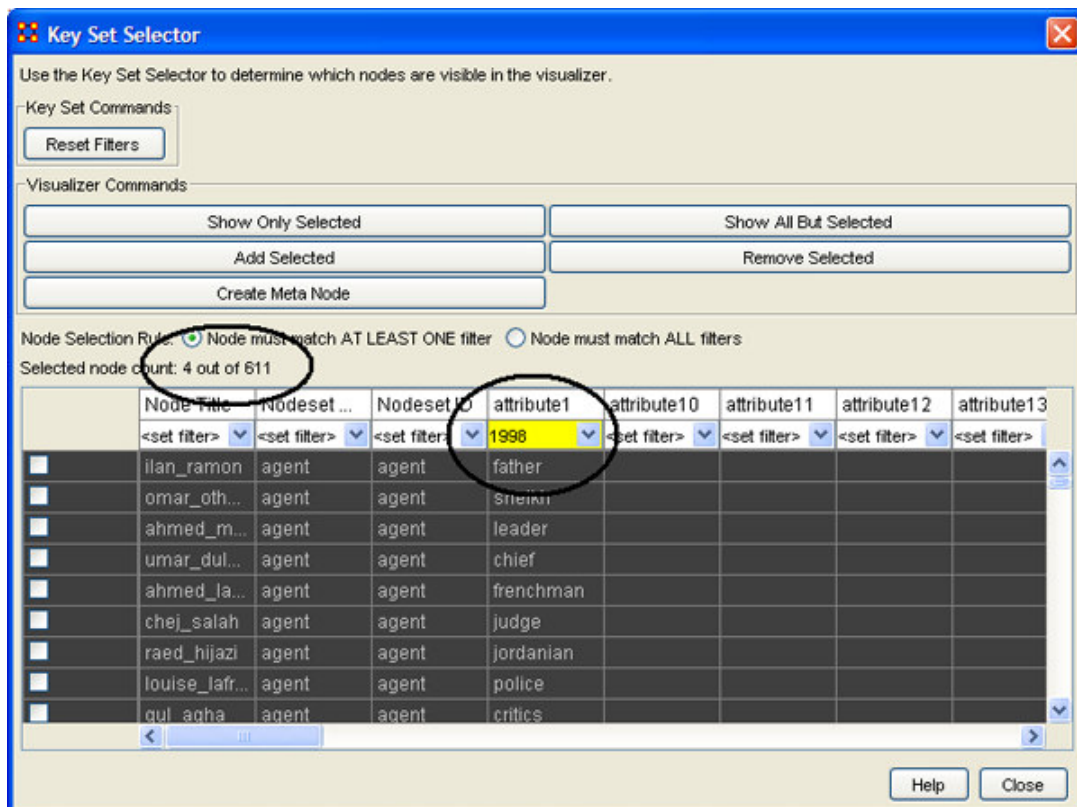 Key Set Selector
Use the Key Set Selector to determine which nodes are visible in the visualizer.
Key Set Commands
Reset Filters
Visualizer Commands
Show Only Selected Show All But Selected
Add Selected Remove Selected
Create Meta Node
Node Selection Rule: Node must match AT LEAST ONE filter Node must match ALL filters
Selected node count: 4 out of 611
Node Title Nodeset ... Nodeset ID attribute1 attribute10 attribute11 attribute12 attribute13
<set filter> <set filter> <set filter> 1998 <set filter> <set filter> <set filter> <set filter>
ilan_ramon agent agent father
omar_oth... agent agent sheikh
ahmed_m... agent agent leader
umar_dul... agent agent chief
ahmed_la... agent agent frenchman
chej_salah agent agent judge
raed_hijazi agent agent jordanian
louise_lafr... agent agent police
gul_agha agent agent critics
Help Close